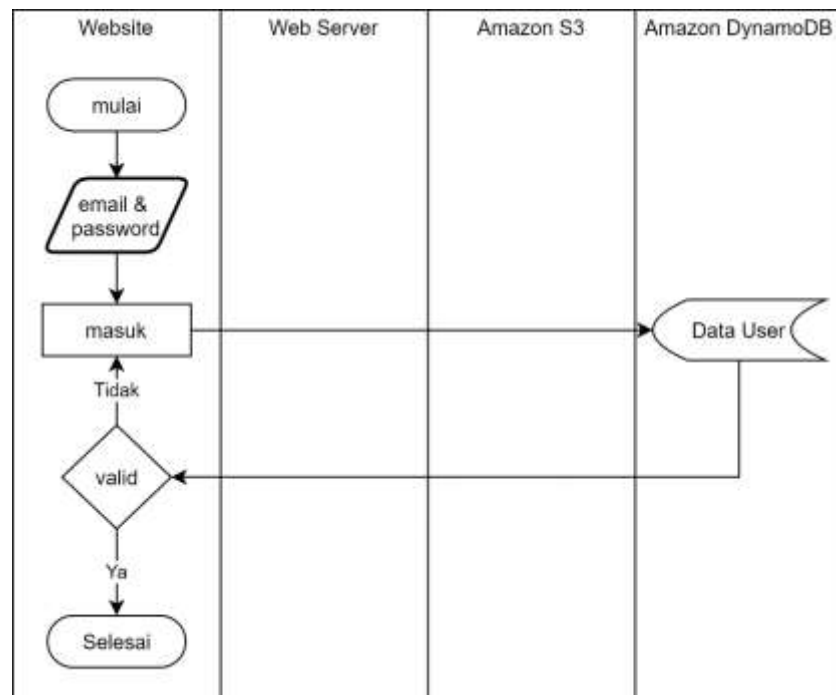 Website
Web Server
Amazon S3
Amazon DynamoDB
mulai
email &
password
masuk
Data User
Tidak
valid
Ya
Selesai